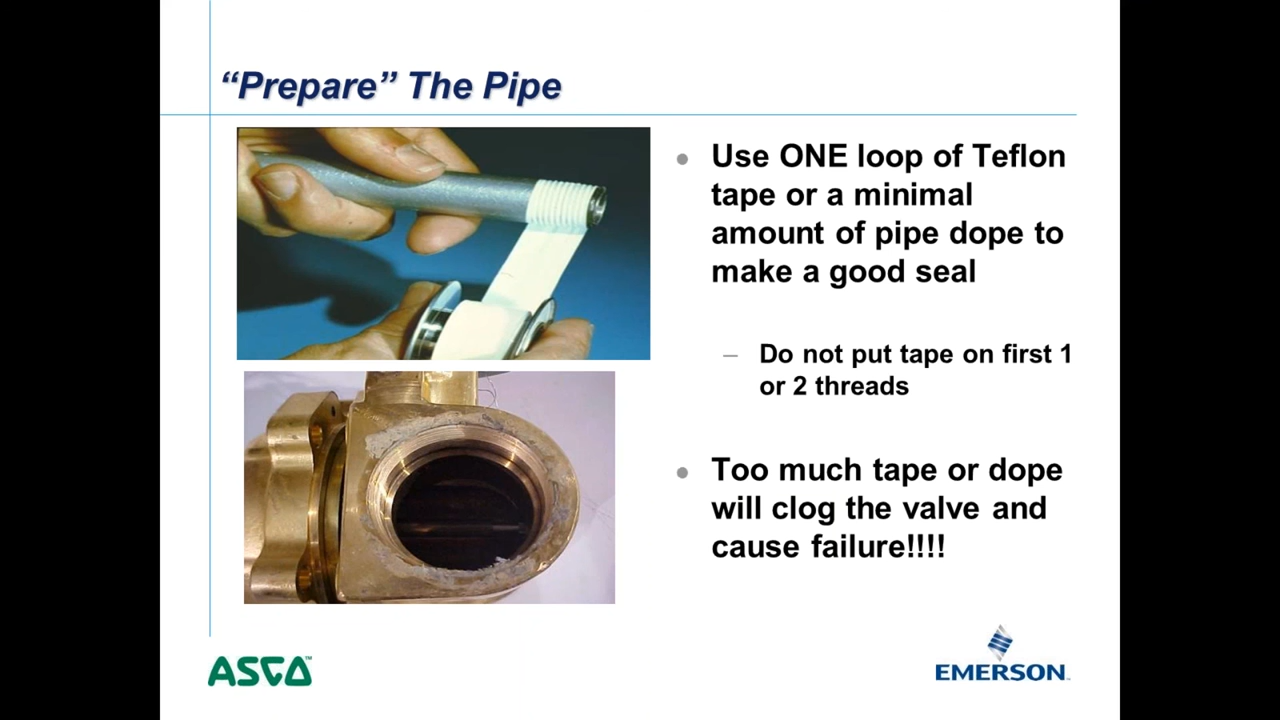 “Prepare” The Pipe
Use ONE loop of Teflon
tape or a minimal
amount of pipe dope to
make a good seal
– Do not put tape on first 1
or 2 threads
Too much tape or dope
will clog the valve and
cause failure!!!!
ASCO™
EMERSON